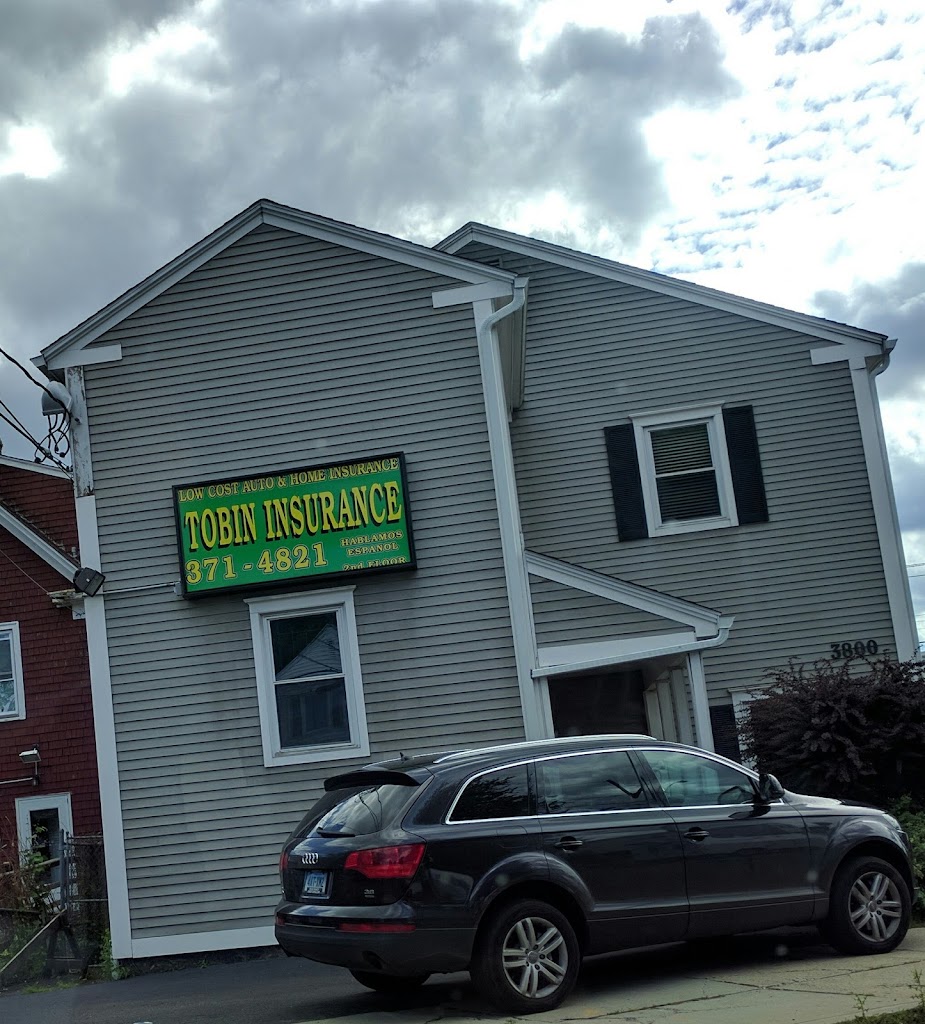 LOW COST AUTO & HOME INSURANCE
TOBIN INSURANCE
371-4821
HABLAMOS
ESPANOL
2nd FLOOR
3800